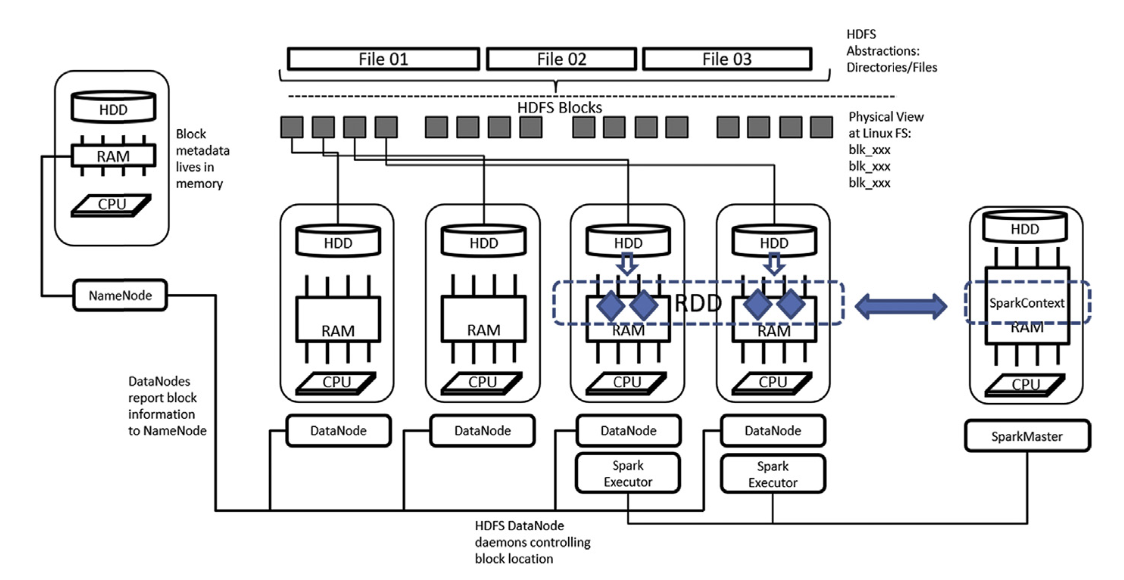 File 01
File 02
File 03
HDFS
Abstractions:
Directories/Files
HDFS Blocks
Physical View
at Linux FS:
blk_xxx
blk_xxx
blk_xxx
HDD
RAM
CPU
Block
metadata
lives in
memory
NameNode
HDD
RAM
CPU
HDD
RAM
CPU
HDD
RAM
CPU
HDD
RAM
CPU
RDD
HDD
SparkContext
RAM
CPU
DataNodes
report block
information
to NameNode
DataNode
DataNode
DataNode
DataNode
Spark
Executor
Spark
Executor
SparkMaster
HDFS DataNode
daemons controlling
block location